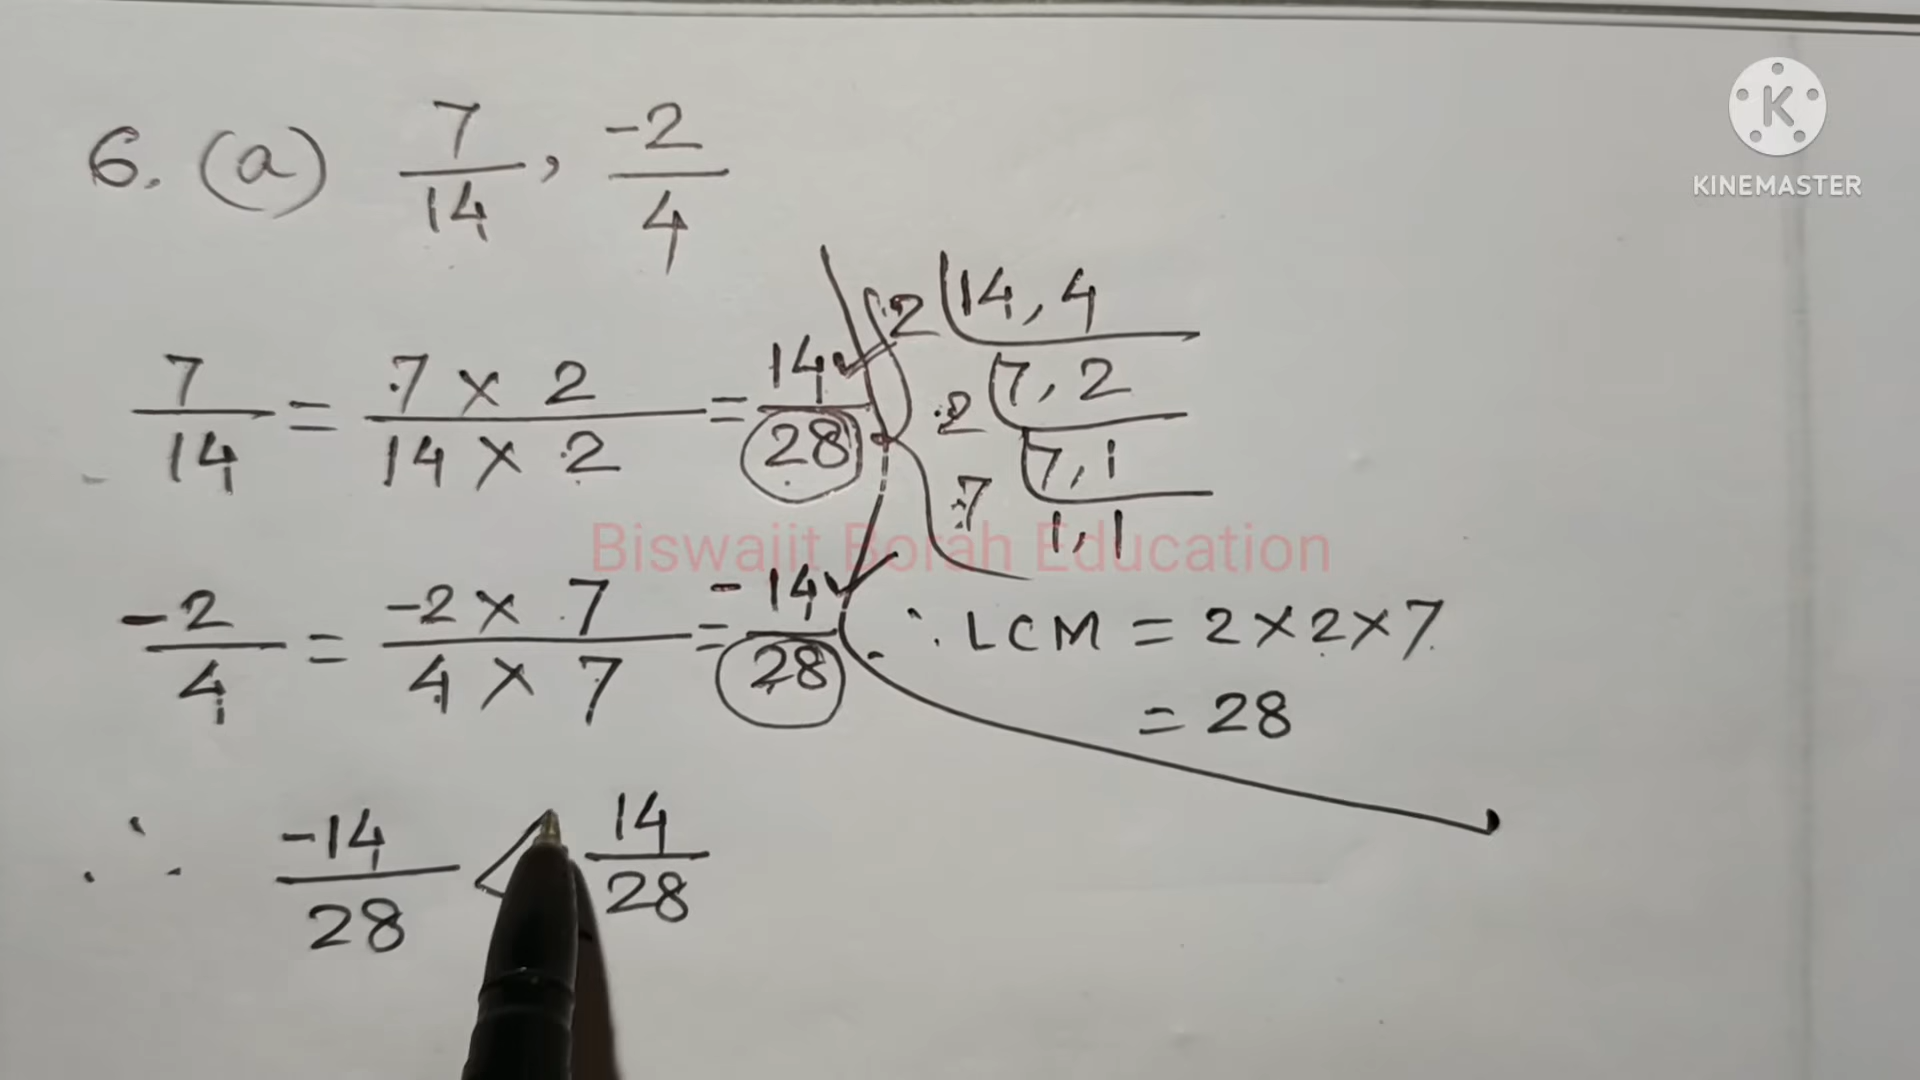 6. (a) 7/14, -2/4
KINEMASTER
2 | 14, 4
7/14 = 7 × 2 / 14 × 2 = 14/28
2 | 7, 2
7 | 7, 1
1, 1
Biswajit Borah Education
-2/4 = -2 × 7 / 4 × 7 = -14/28
∴ LCM = 2×2×7
= 28
∴ -14/28 < 14/28